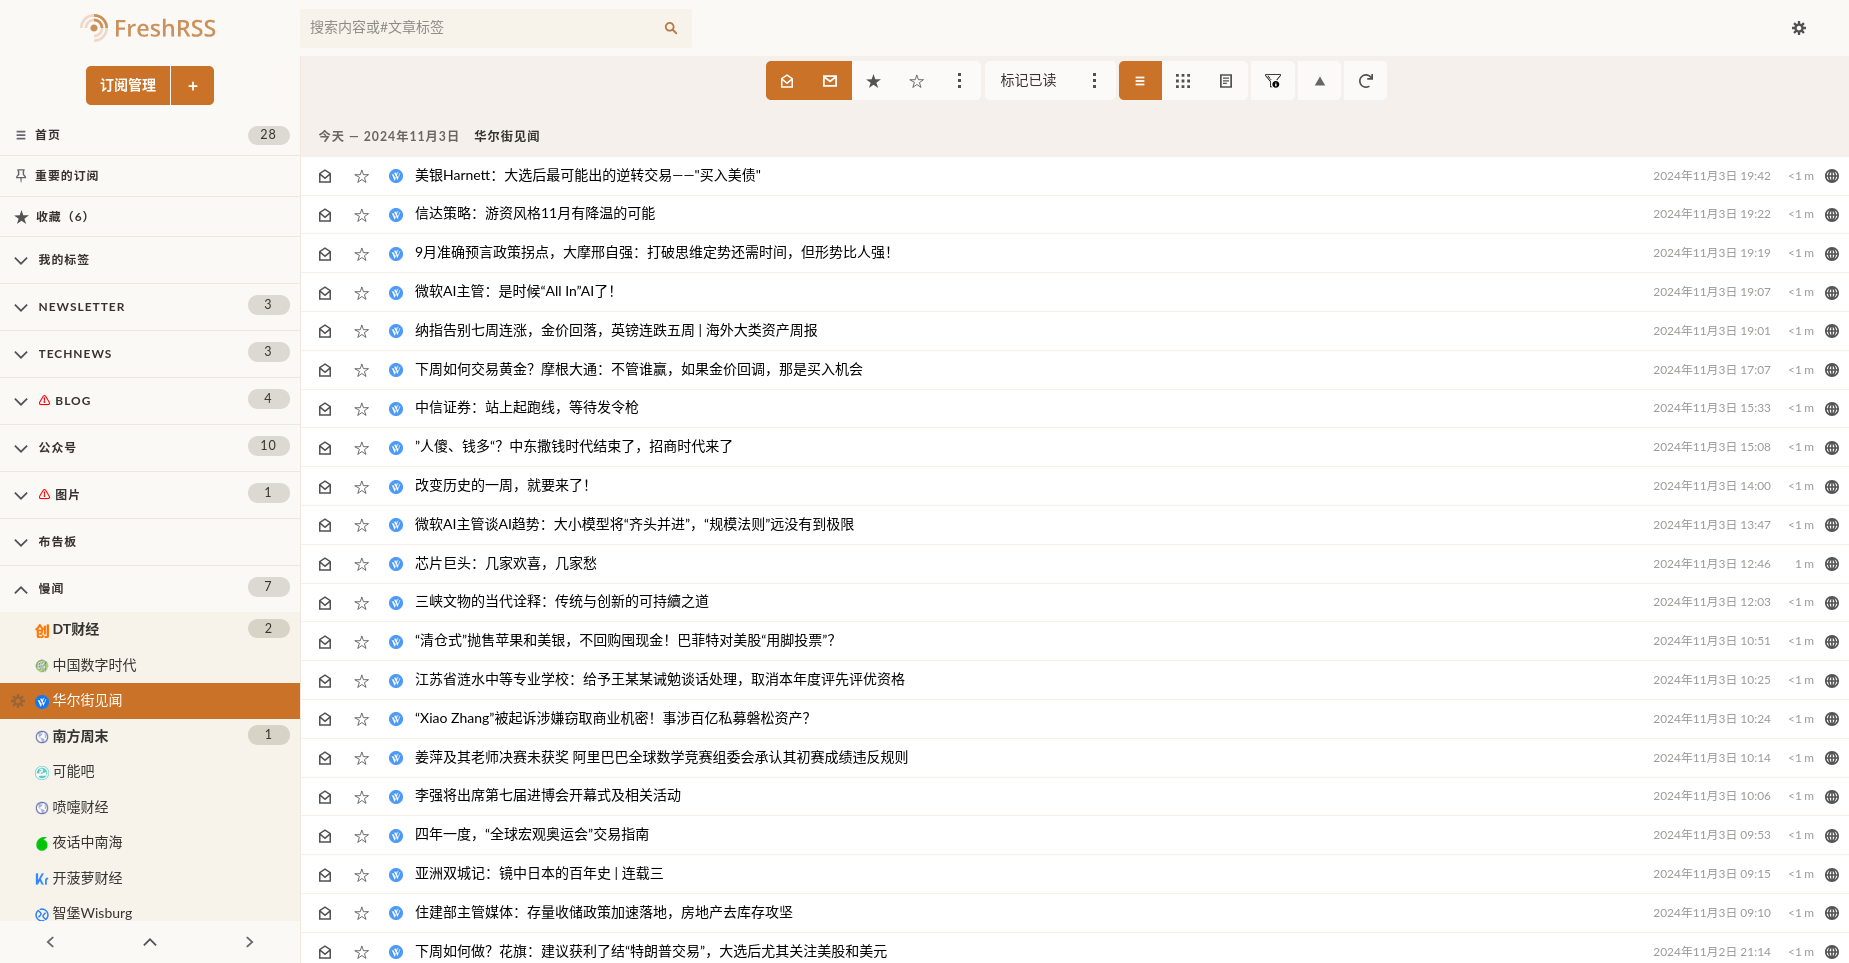 FreshRSS
搜索内容或#文章标签
订阅管理
+
标记已读
首页 28
重要的订阅
收藏（6）
我的标签
NEWSLETTER 3
TECHNEWS 3
BLOG 4
公众号 10
图片 1
布告板
慢闻 7
DT财经 2
中国数字时代
华尔街见闻
南方周末 1
可能吧
喷嚏财经
夜话中南海
开菠萝财经
智堡Wisburg
今天 — 2024年11月3日 华尔街见闻
美银Harnett：大选后最可能出的逆转交易——"买入美债" 2024年11月3日 19:42 <1 m
信达策略：游资风格11月有降温的可能 2024年11月3日 19:22 <1 m
9月准确预言政策拐点，大摩邢自强：打破思维定势还需时间，但形势比人强！ 2024年11月3日 19:19 <1 m
微软AI主管：是时候“All In”AI了！ 2024年11月3日 19:07 <1 m
纳指告别七周连涨，金价回落，英镑连跌五周 | 海外大类资产周报 2024年11月3日 19:01 <1 m
下周如何交易黄金？摩根大通：不管谁赢，如果金价回调，那是买入机会 2024年11月3日 17:07 <1 m
中信证券：站上起跑线，等待发令枪 2024年11月3日 15:33 <1 m
”人傻、钱多“？中东撒钱时代结束了，招商时代来了 2024年11月3日 15:08 <1 m
改变历史的一周，就要来了！ 2024年11月3日 14:00 <1 m
微软AI主管谈AI趋势：大小模型将“齐头并进”，“规模法则”远没有到极限 2024年11月3日 13:47 <1 m
芯片巨头：几家欢喜，几家愁 2024年11月3日 12:46 1 m
三峡文物的当代诠释：传统与创新的可持續之道 2024年11月3日 12:03 <1 m
“清仓式”抛售苹果和美银，不回购囤现金！巴菲特对美股“用脚投票”？ 2024年11月3日 10:51 <1 m
江苏省涟水中等专业学校：给予王某某诫勉谈话处理，取消本年度评先评优资格 2024年11月3日 10:25 <1 m
“Xiao Zhang”被起诉涉嫌窃取商业机密！事涉百亿私募磐松资产？ 2024年11月3日 10:24 <1 m
姜萍及其老师决赛未获奖 阿里巴巴全球数学竞赛组委会承认其初赛成绩违反规则 2024年11月3日 10:14 <1 m
李强将出席第七届进博会开幕式及相关活动 2024年11月3日 10:06 <1 m
四年一度，“全球宏观奥运会”交易指南 2024年11月3日 09:53 <1 m
亚洲双城记：镜中日本的百年史 | 连载三 2024年11月3日 09:15 <1 m
住建部主管媒体：存量收储政策加速落地，房地产去库存攻坚 2024年11月3日 09:10 <1 m
下周如何做？花旗：建议获利了结“特朗普交易”，大选后尤其关注美股和美元 2024年11月2日 21:14 <1 m